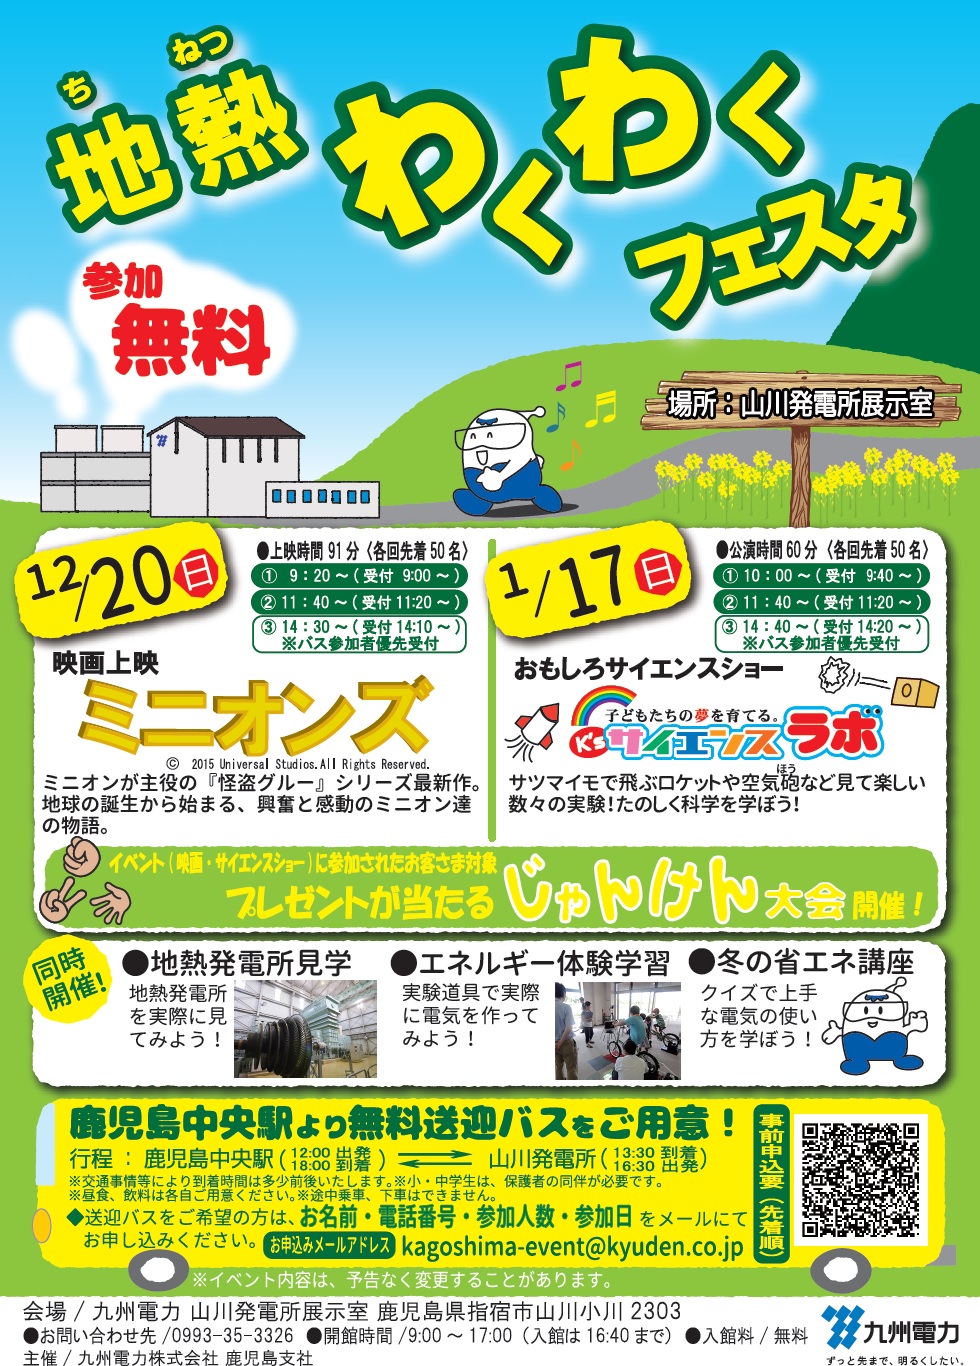 ち ねつ
地熱わくわくフェスタ
参加
無料
場所：山川発電所展示室
12/20日
●上映時間 91分〈各回先着50名〉
① 9：20～(受付 9:00～)
② 11：40～(受付11:20～)
③ 14：30～(受付14:10～)
※バス参加者優先受付
映画上映
ミニオンズ
© 2015 Universal Studios.All Rights Reserved.
ミニオンが主役の『怪盗グルー』シリーズ最新作。
地球の誕生から始まる、興奮と感動のミニオン達
の物語。
1/17日
●公演時間60分〈各回先着50名〉
① 10：00～(受付 9:40～)
② 11：40～(受付11:20～)
③ 14：40～(受付14:20～)
※バス参加者優先受付
おもしろサイエンスショー
子どもたちの夢を育てる。
K'sサイエンスラボ
ほう
サツマイモで飛ぶロケットや空気砲など見て楽しい
数々の実験！たのしく科学を学ぼう！
イベント(映画・サイエンスショー)に参加されたお客さま対象
プレゼントが当たるじゃんけん大会開催！
同時
開催！
●地熱発電所見学
地熱発電所
を実際に見
てみよう！
●エネルギー体験学習
実験道具で実際
に電気を作って
みよう！
●冬の省エネ講座
クイズで上手
な電気の使い
方を学ぼう！
鹿児島中央駅より無料送迎バスをご用意！
行程 ： 鹿児島中央駅(12:00 出発 18:00 到着) 山川発電所(13:30 到着 16:30 出発)
※交通事情等により到着時間は多少前後いたします。※小・中学生は、保護者の同伴が必要です。
※昼食、飲料は各自ご用意ください。※途中乗車、下車はできません。
◆送迎バスをご希望の方は、お名前・電話番号・参加人数・参加日 をメールにて
お申し込みください。 お申込みメールアドレス kagoshima-event@kyuden.co.jp
事前申込要（先着順）
※イベント内容は、予告なく変更することがあります。
会場 / 九州電力 山川発電所展示室 鹿児島県指宿市山川小川 2303
●お問い合わせ先 /0993-35-3326 ●開館時間 /9:00 ～ 17:00（入館は 16:40 まで）●入館料 / 無料
主催 / 九州電力株式会社 鹿児島支社
九州電力
ずっと先まで、明るくしたい。